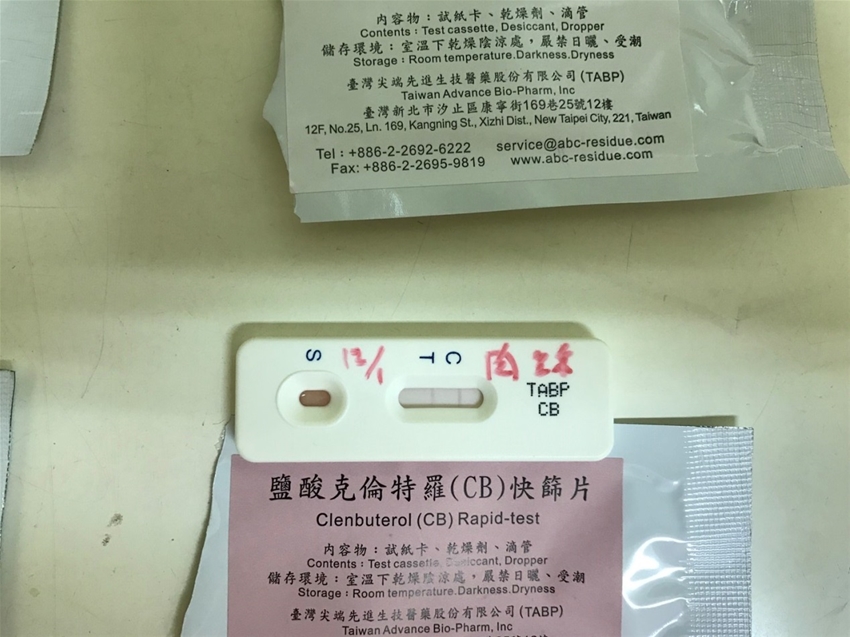 內容物：試紙卡、乾燥劑、滴管
Contents : Test cassette, Desiccant, Dropper
儲存環境：室溫下乾燥陰涼處，嚴禁日曬、受潮
Storage : Room temperature.Darkness.Dryness
臺灣尖端先進生技醫藥股份有限公司(TABP)
Taiwan Advance Bio-Pharm, Inc
臺灣新北市汐止區康寧街169巷25號12樓
12F, No.25, Ln. 169, Kangning St., Xizhi Dist., New Taipei City, 221, Taiwan
Tel : +886-2-2692-6222 service@abc-residue.com
Fax: +886-2-2695-9819 www.abc-residue.com
S T C 肉
TABP
CB
鹽酸克倫特羅(CB)快篩片
Clenbuterol (CB) Rapid-test
內容物：試紙卡、乾燥劑、滴管
Contents : Test cassette, Desiccant, Dropper
儲存環境：室溫下乾燥陰涼處，嚴禁日曬、受潮
Storage : Room temperature.Darkness.Dryness
臺灣尖端先進生技醫藥股份有限公司(TABP)
Taiwan Advance Bio-Pharm, Inc